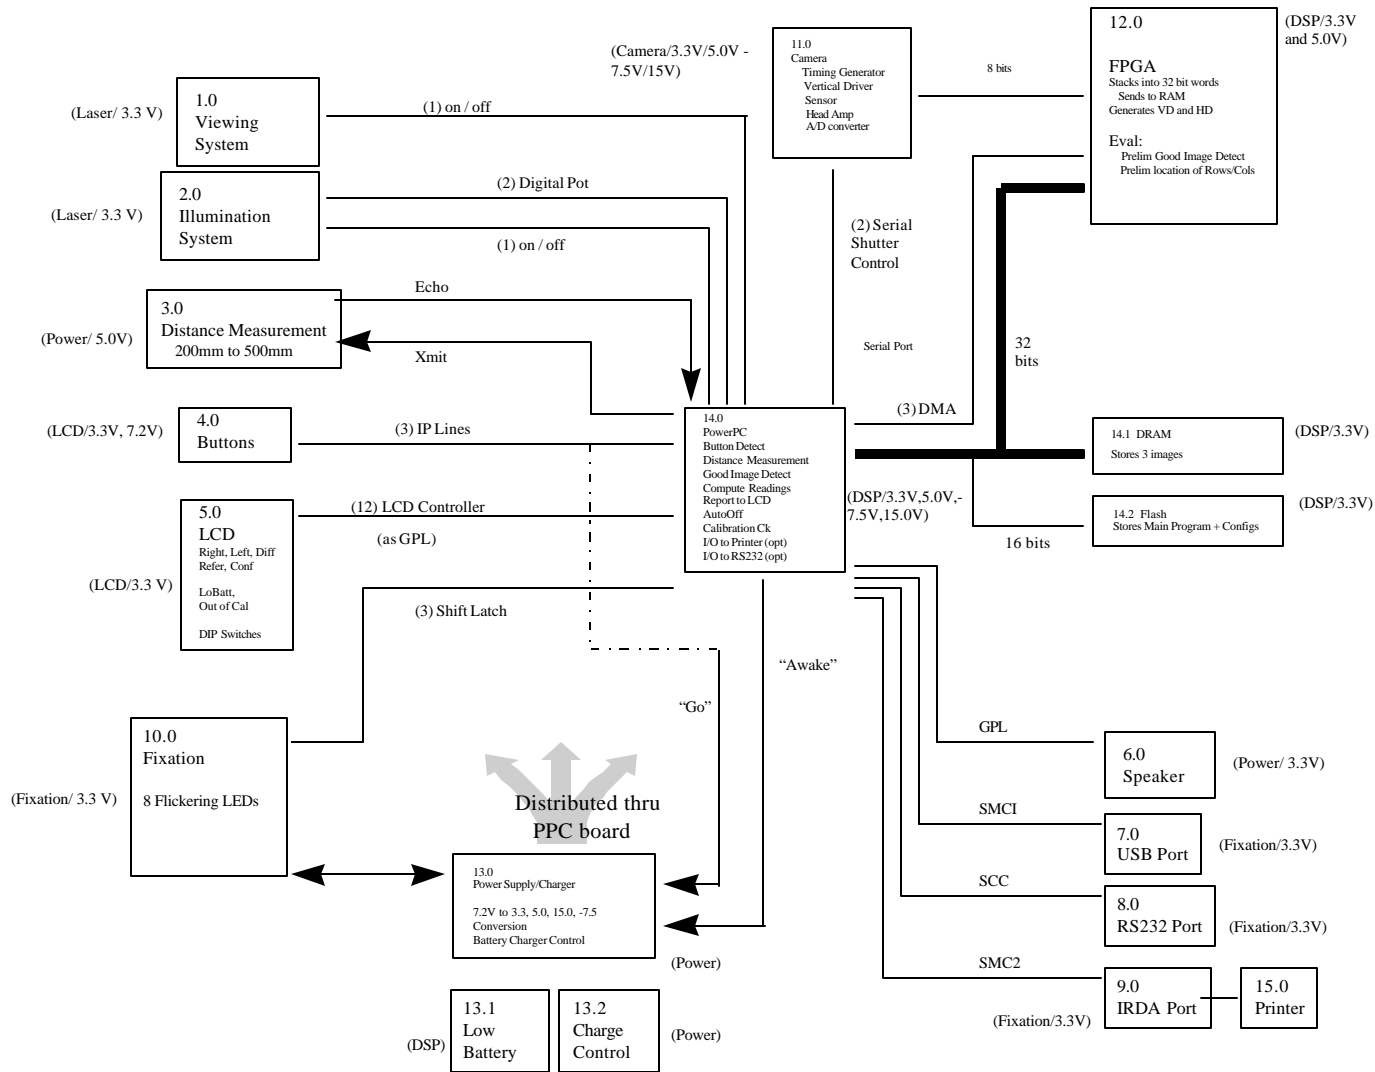 (Laser/ 3.3 V)
1.0
Viewing
System
(1) on / off
(Laser/ 3.3 V)
2.0
Illumination
System
(2) Digital Pot
(1) on / off
(Power/ 5.0V)
3.0
Distance Measurement
200mm to 500mm
Echo
Xmit
(LCD/3.3V, 7.2V)
4.0
Buttons
(3) IP Lines
(LCD/3.3 V)
5.0
LCD
Right, Left, Diff
Refer, Conf
LoBatt,
Out of Cal
DIP Switches
(12) LCD Controller
(as GPL)
(3) Shift Latch
(Fixation/ 3.3 V)
10.0
Fixation
8 Flickering LEDs
(Camera/3.3V/5.0V -
7.5V/15V)
11.0
Camera
Timing Generator
Vertical Driver
Sensor
Head Amp
A/D converter
8 bits
12.0
FPGA
Stacks into 32 bit words
Sends to RAM
Generates VD and HD
Eval:
Prelim Good Image Detect
Prelim location of Rows/Cols
(DSP/3.3V
and 5.0V)
(2) Serial
Shutter
Control
Serial Port
32
bits
(3) DMA
14.0
PowerPC
Button Detect
Distance Measurement
Good Image Detect
Compute Readings
Report to LCD
AutoOff
Calibration Ck
I/O to Printer (opt)
I/O to RS232 (opt)
(DSP/3.3V,5.0V,-
7.5V,15.0V)
14.1 DRAM
Stores 3 images
(DSP/3.3V)
14.2 Flash
Stores Main Program + Configs
(DSP/3.3V)
16 bits
“Awake”
“Go”
Distributed thru
PPC board
13.0
Power Supply/Charger
7.2V to 3.3, 5.0, 15.0, -7.5
Conversion
Battery Charger Control
(Power)
(DSP)
13.1
Low
Battery
13.2
Charge
Control
(Power)
GPL
6.0
Speaker
(Power/ 3.3V)
SMCI
7.0
USB Port
(Fixation/3.3V)
SCC
8.0
RS232 Port
(Fixation/3.3V)
SMC2
9.0
IRDA Port
(Fixation/3.3V)
15.0
Printer